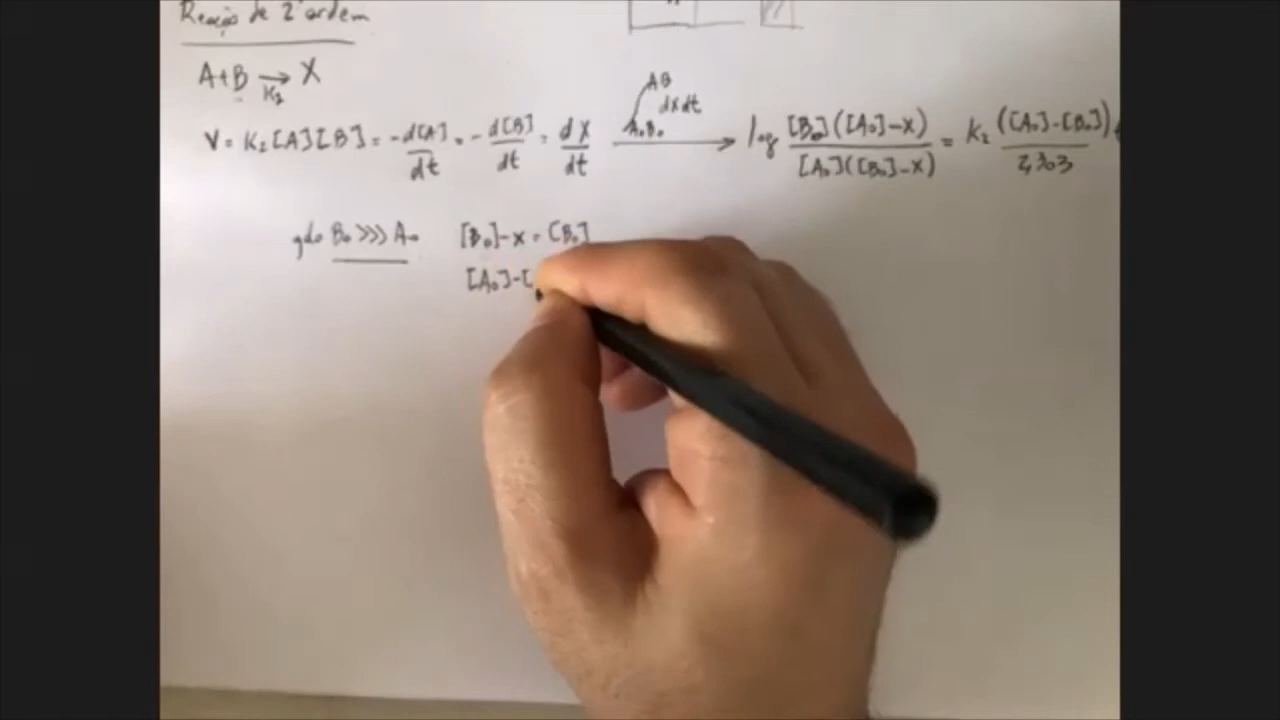 Reação de 2ª ordem
A+B →K₂ X
V = K₂[A][B] = -d[A]/dt = -d[B]/dt = dX/dt ∫A₀B₀ AB dxdt → log [B₀]([A₀]-x)/[A₀]([B₀]-x) = K₂ ([A₀]-[B₀])/2,303
qdo B₀ >>> A₀ [B₀]-x = [B₀]
[A₀]-[